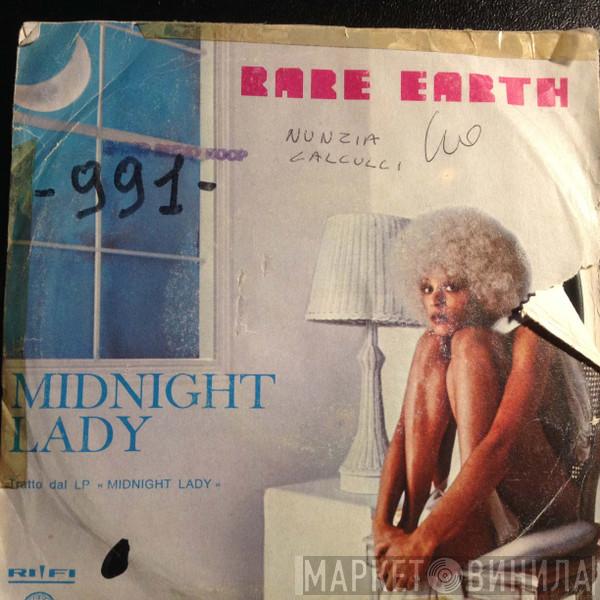 RARE EARTH
NUNZIA
CALCULLI
-991-
MIDNIGHT
LADY
Tratto dal LP « MIDNIGHT LADY »
RI FI
МАРКЕТ ВИНИЛА